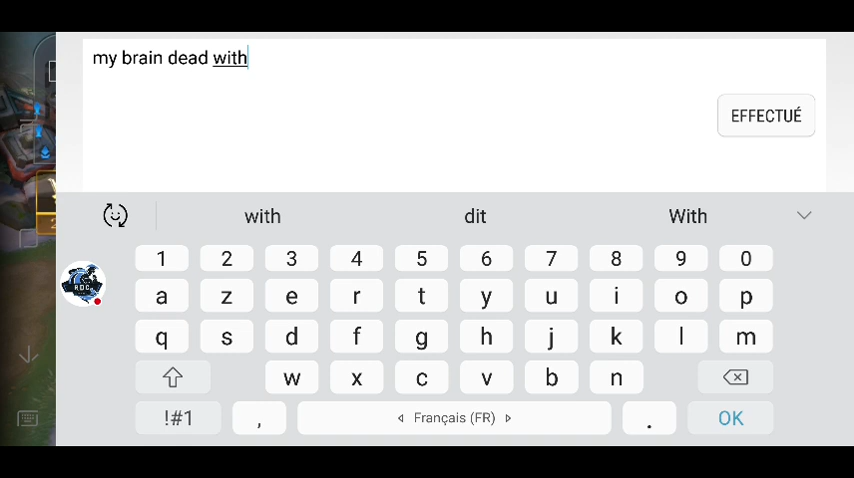 my brain dead with
EFFECTUÉ
with dit With
1 2 3 4 5 6 7 8 9 0
a z e r t y u i o p
RDC
q s d f g h j k l m
w x c v b n
!#1 , Français (FR) . OK